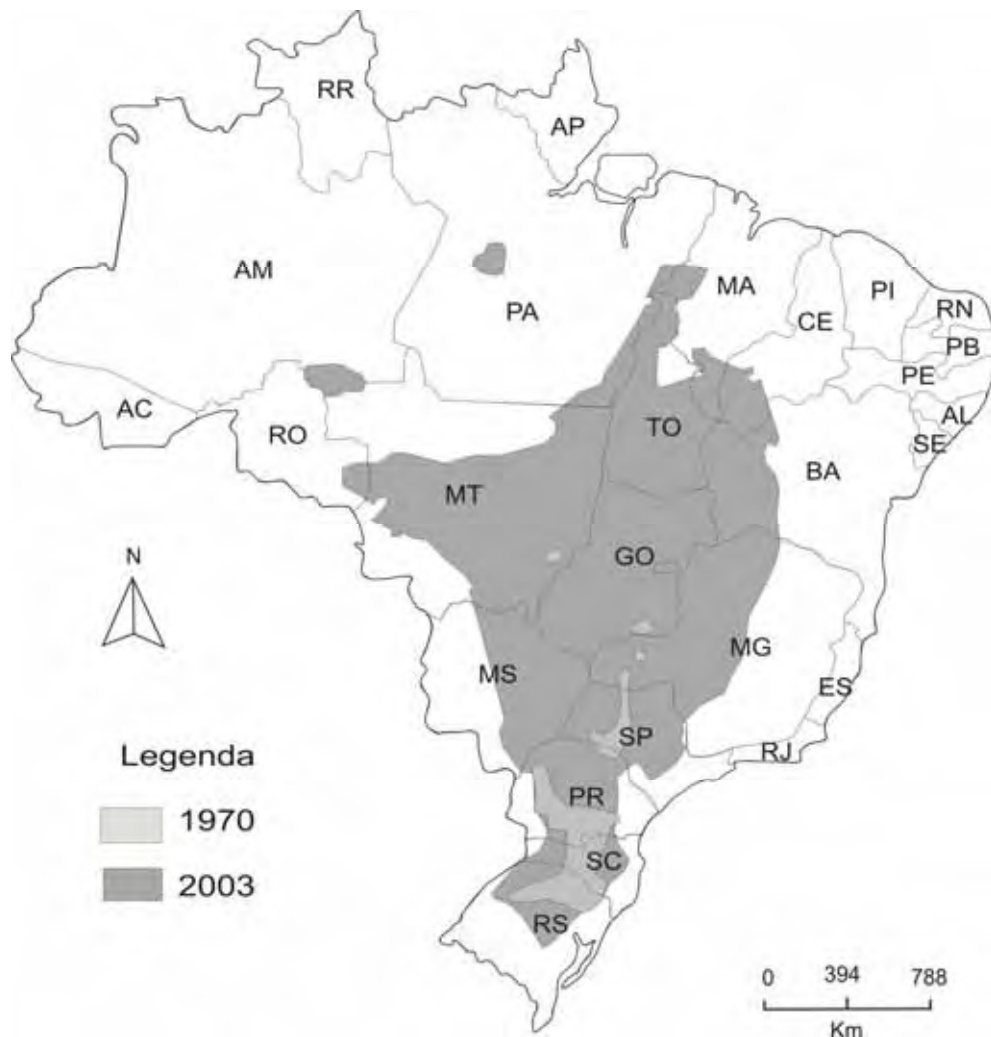 RR
AP
AM
PA
MA
CE
PI
RN
PB
PE
AC
RO
TO
AL
SE
MT
BA
N
GO
MS
MG
ES
Legenda
SP
RJ
1970
PR
2003
SC
RS
0 394 788
Km